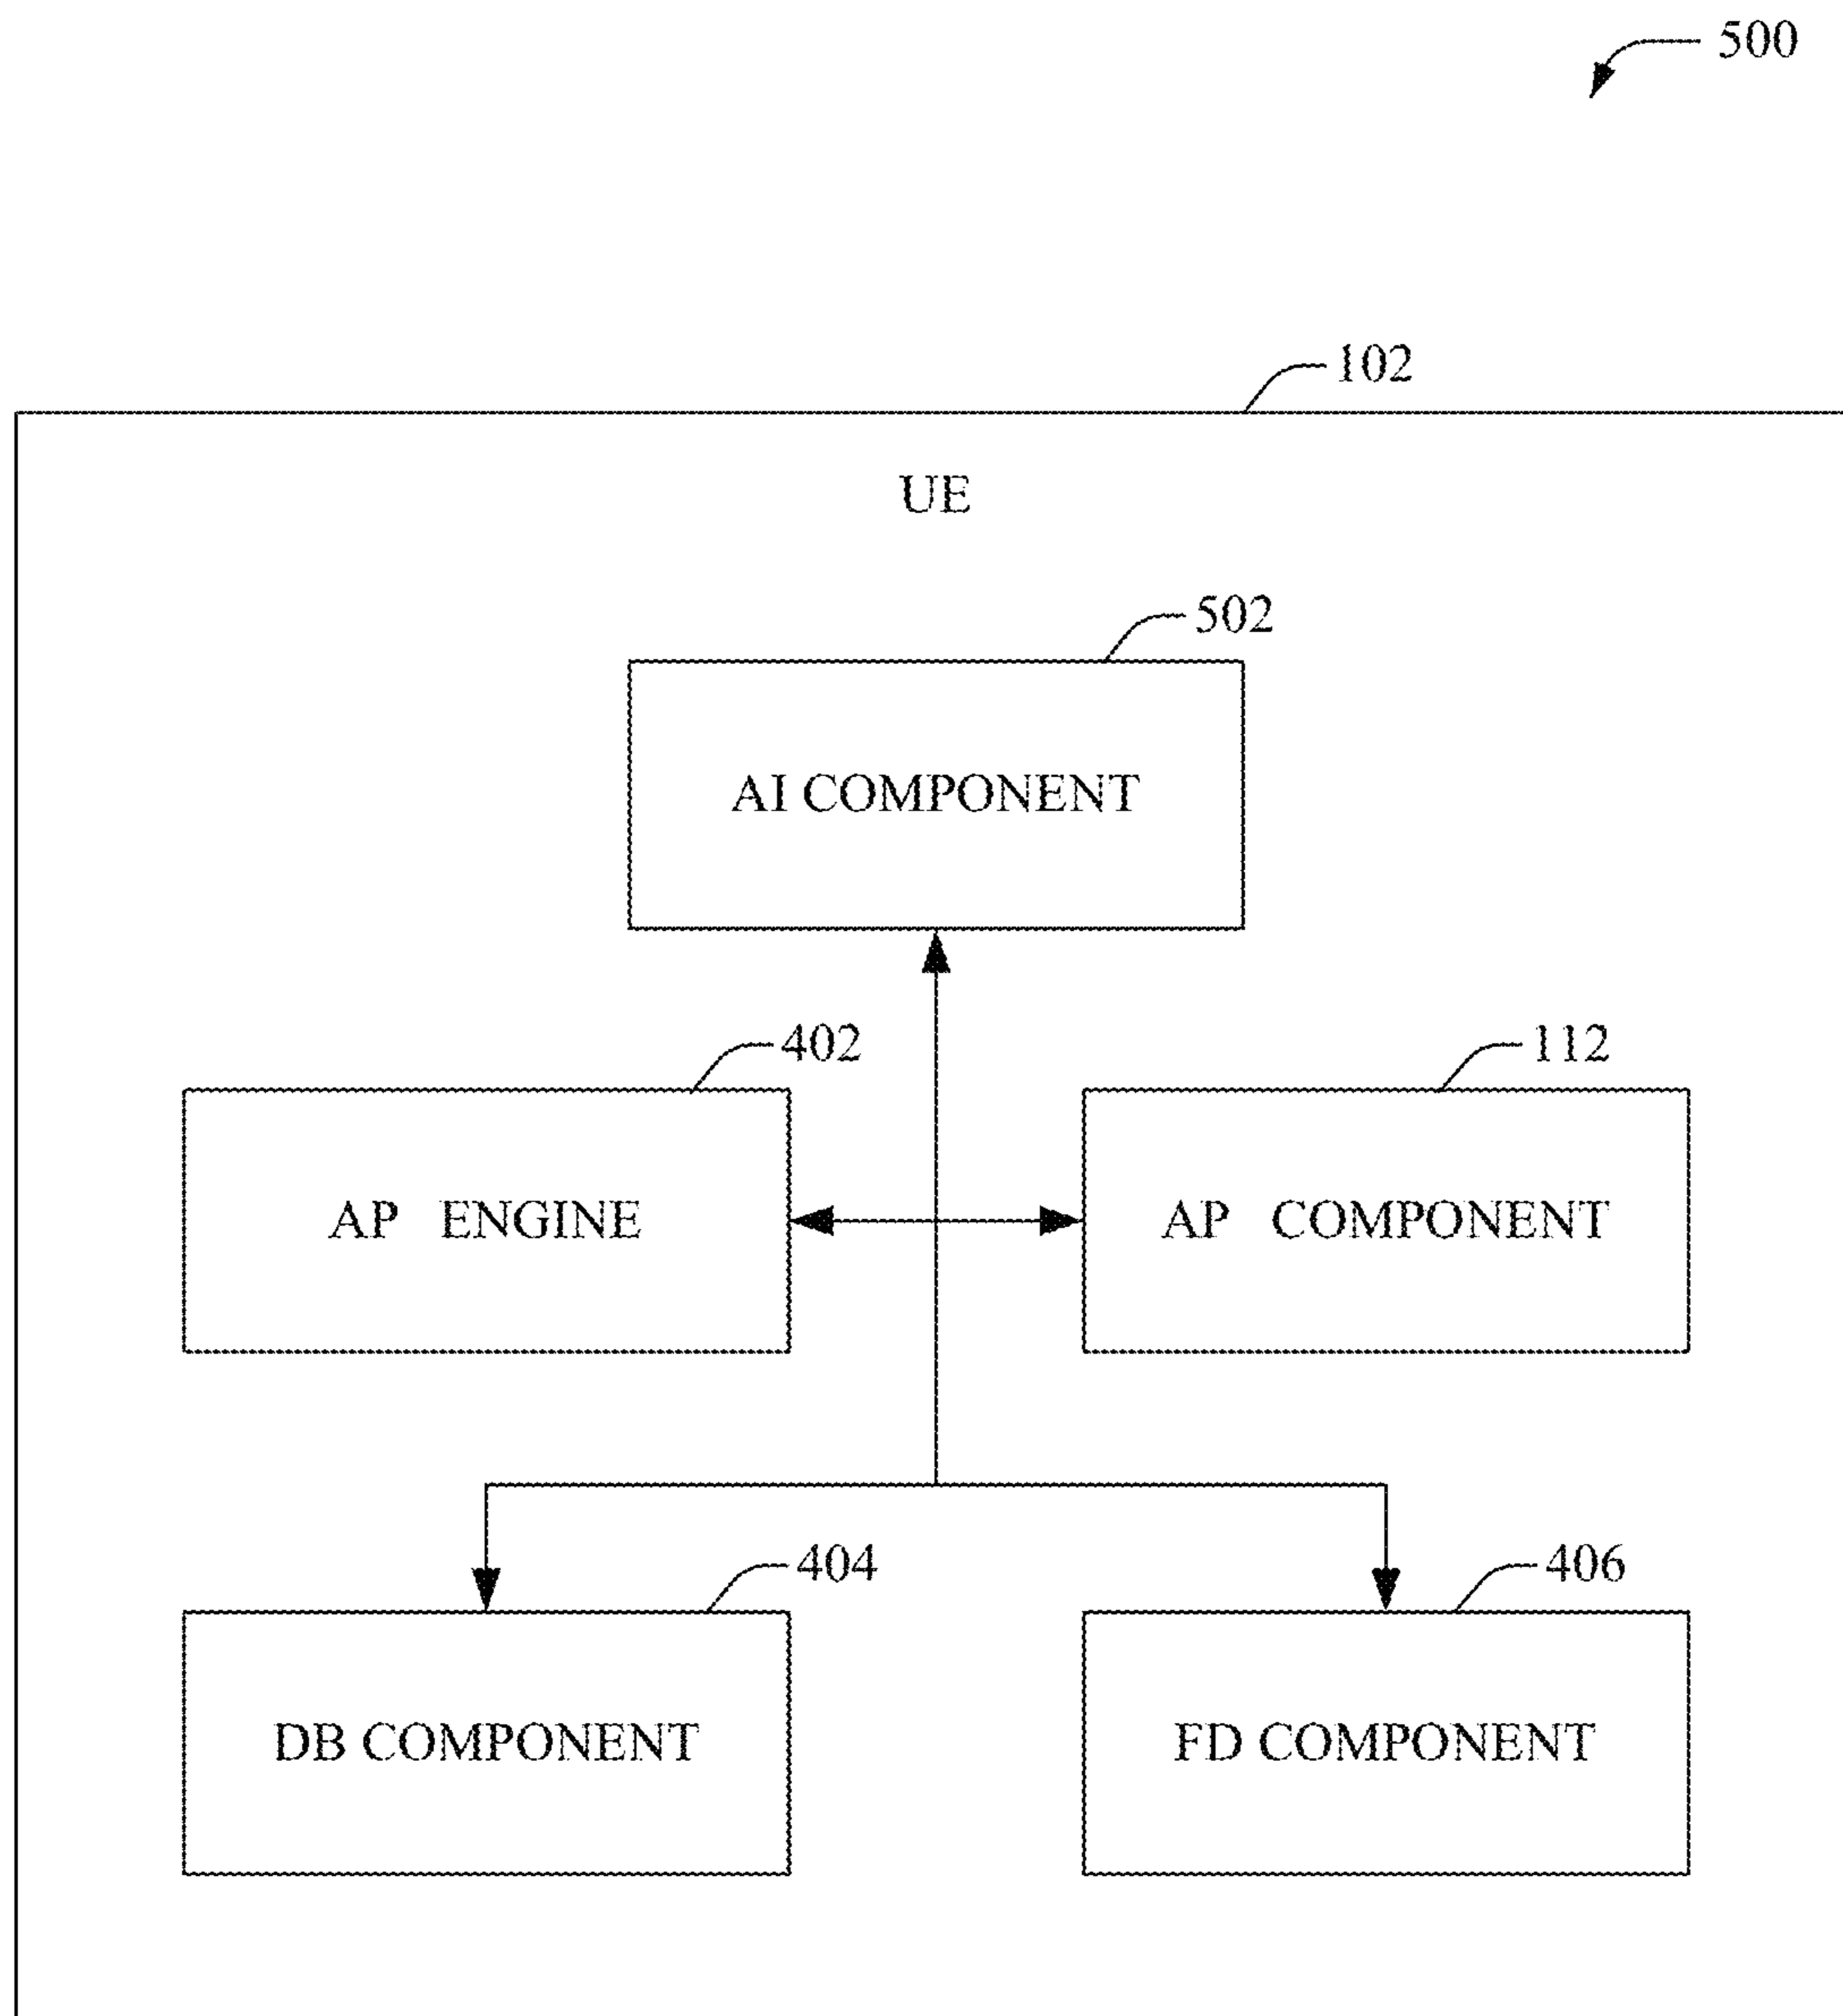 500
102
UE
502
AI COMPONENT
402
112
AP ENGINE
AP COMPONENT
404
406
DB COMPONENT
FD COMPONENT